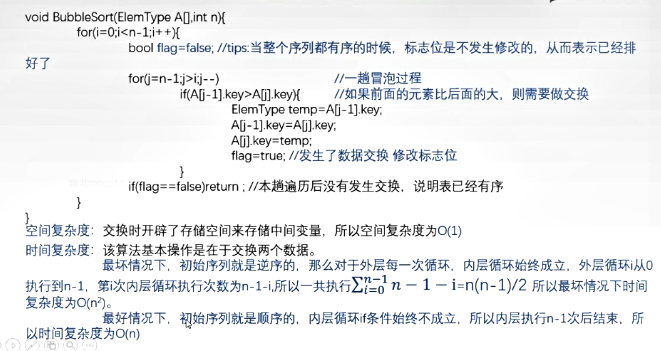 void BubbleSort(ElemType A[],int n){
for(i=0;i<n-1;i++){
bool flag=false; //tips:当整个序列都有序的时候，标志位是不发生修改的，从而表示已经排
好了
for(j=n-1;j>i;j--) //一趟冒泡过程
if(A[j-1].key>A[j].key){ //如果前面的元素比后面的大，则需要做交换
ElemType temp=A[j-1].key;
A[j-1].key=A[j].key;
A[j].key=temp;
flag=true; //发生了数据交换 修改标志位
}
if(flag==false)return ; //本趟遍历后没有发生交换，说明表已经有序
}
}
空间复杂度：交换时开辟了存储空间来存储中间变量，所以空间复杂度为O(1)
时间复杂度：该算法基本操作是在于交换两个数据。
最坏情况下，初始序列就是逆序的，那么对于外层每一次循环，内层循环始终成立，外层循环i从0
执行到n-1，第i次内层循环执行次数为n-1-i,所以一共执行∑ⁿ⁻¹ᵢ₌₀ n − 1 − i=n(n-1)/2 所以最坏情况下时间
复杂度为O(n²)。
最好情况下，初始序列就是顺序的，内层循环if条件始终不成立，所以内层执行n-1次后结束，所
以时间复杂度为O(n)